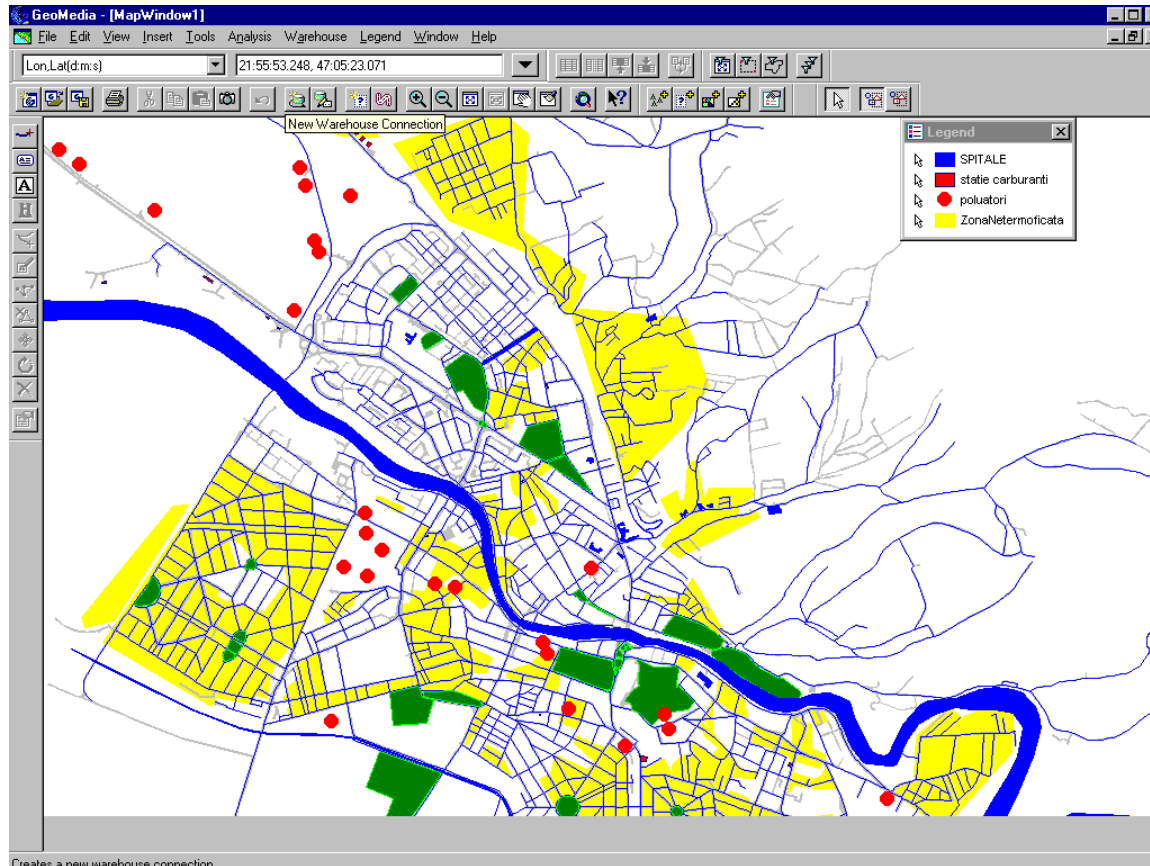 GeoMedia - [MapWindow1]
File Edit View Insert Tools Analysis Warehouse Legend Window Help
Lon,Lat(d:m:s) 21:55:53.248, 47:05:23.071
New Warehouse Connection
A
H
Legend
SPITALE
statie carburanti
poluatori
ZonaNetermoficata
Creates a new warehouse connection